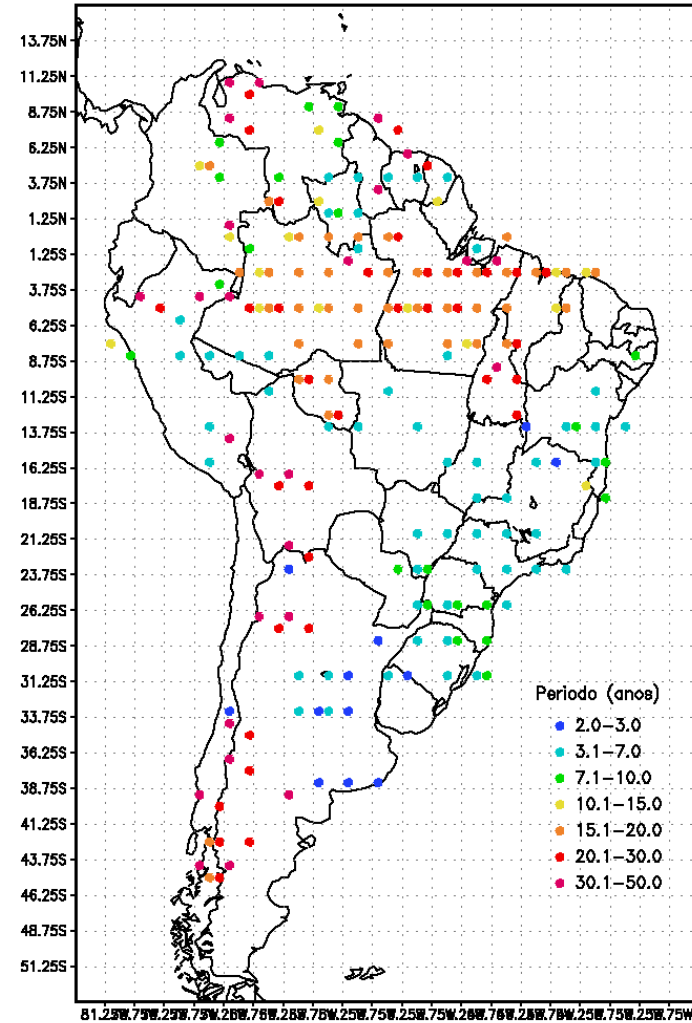 13.75N
11.25N
8.75N
6.25N
3.75N
1.25N
1.25S
3.75S
6.25S
8.75S
11.25S
13.75S
16.25S
18.75S
21.25S
23.75S
26.25S
28.75S
31.25S
33.75S
36.25S
38.75S
41.25S
43.75S
46.25S
48.75S
51.25S
Periodo (anos)
2.0-3.0
3.1-7.0
7.1-10.0
10.1-15.0
15.1-20.0
20.1-30.0
30.1-50.0